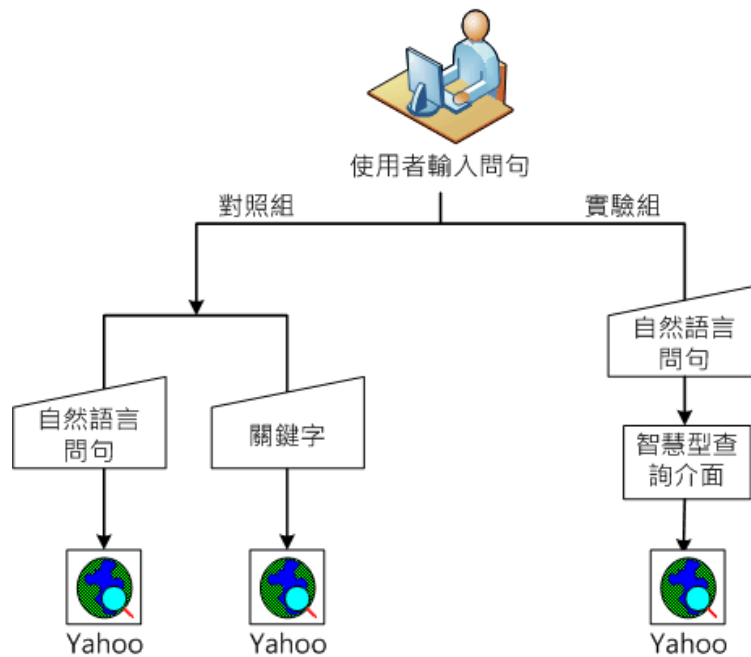 使用者輸入問句
對照組
實驗組
自然語言
問句
關鍵字
自然語言
問句
智慧型查
詢介面
Yahoo
Yahoo
Yahoo